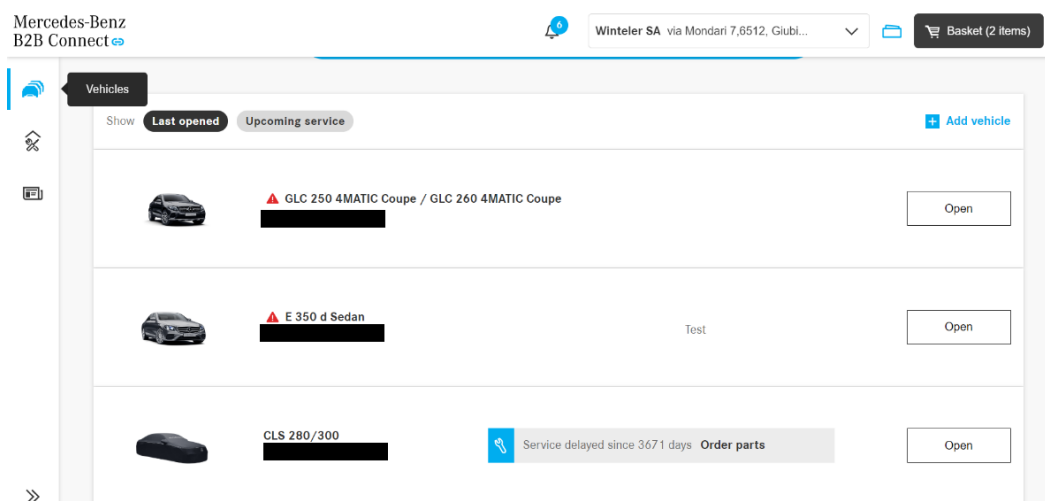 Mercedes-Benz
B2B Connect
6
Winteler SA via Mondari 7,6512, Giubi...
Basket (2 items)
Vehicles
Show Last opened Upcoming service
Add vehicle
GLC 250 4MATIC Coupe / GLC 260 4MATIC Coupe
Open
E 350 d Sedan
Test
Open
CLS 280/300
Service delayed since 3671 days Order parts
Open